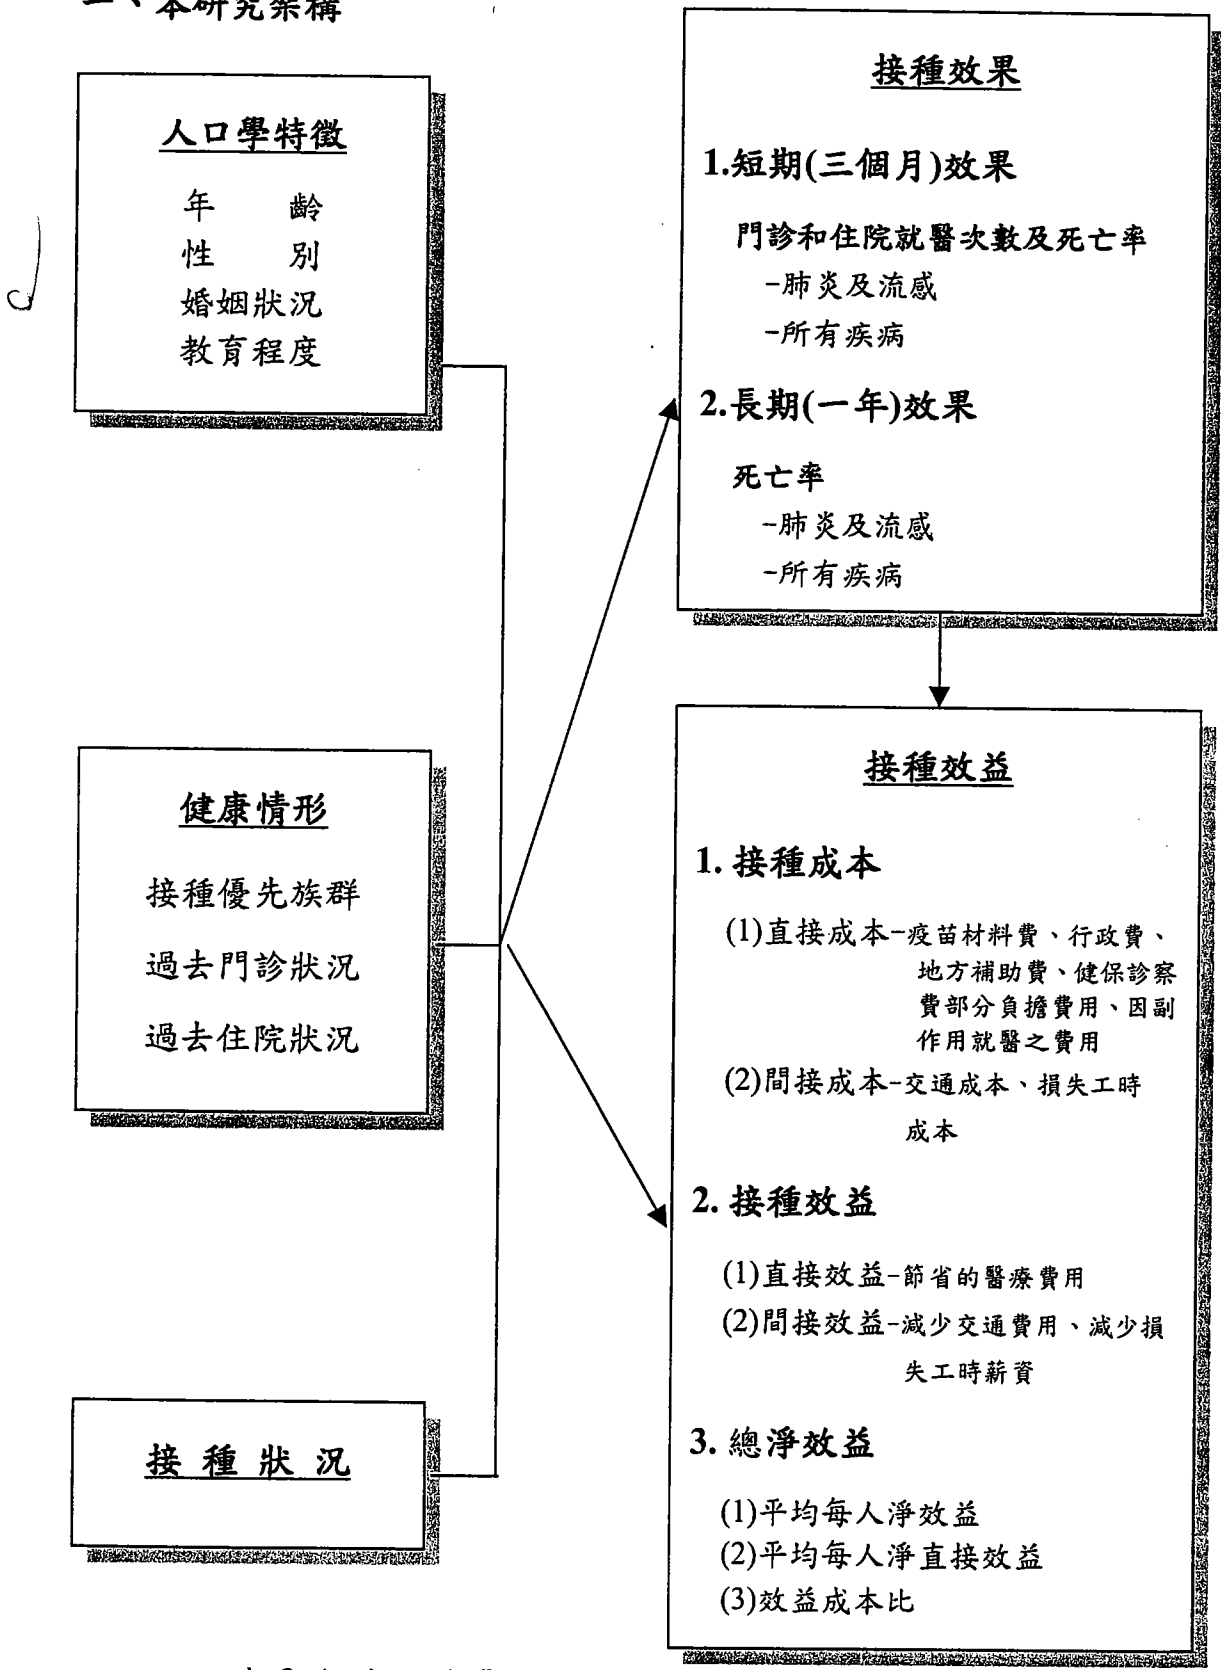 本研究架構
人口學特徵
年 齡
性 別
婚姻狀況
教育程度
健康情形
接種優先族群
過去門診狀況
過去住院狀況
接 種 狀 況
接種效果
1.短期(三個月)效果
門診和住院就醫次數及死亡率
-肺炎及流感
-所有疾病
2.長期(一年)效果
死亡率
-肺炎及流感
-所有疾病
接種效益
1. 接種成本
(1)直接成本-疫苗材料費、行政費、
地方補助費、健保診察
費部分負擔費用、因副
作用就醫之費用
(2)間接成本-交通成本、損失工時
成本
2. 接種效益
(1)直接效益-節省的醫療費用
(2)間接效益-減少交通費用、減少損
失工時薪資
3. 總淨效益
(1)平均每人淨效益
(2)平均每人淨直接效益
(3)效益成本比